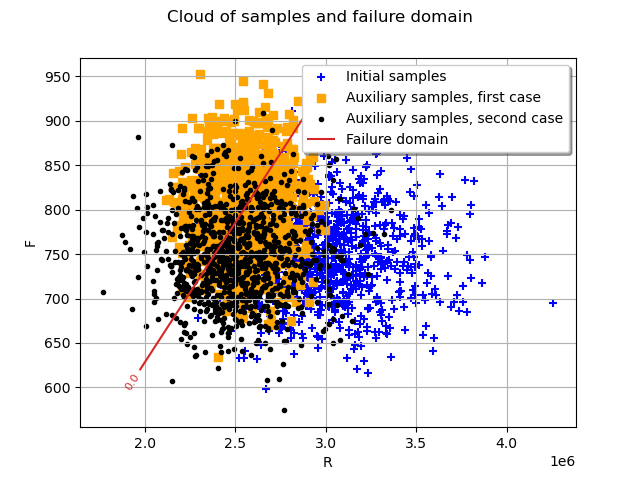 Cloud of samples and failure domain
Initial samples
Auxiliary samples, first case
Auxiliary samples, second case
Failure domain
950
900
850
800
750
700
650
600
F
0.0
2.0 2.5 3.0 3.5 4.0
R
1e6